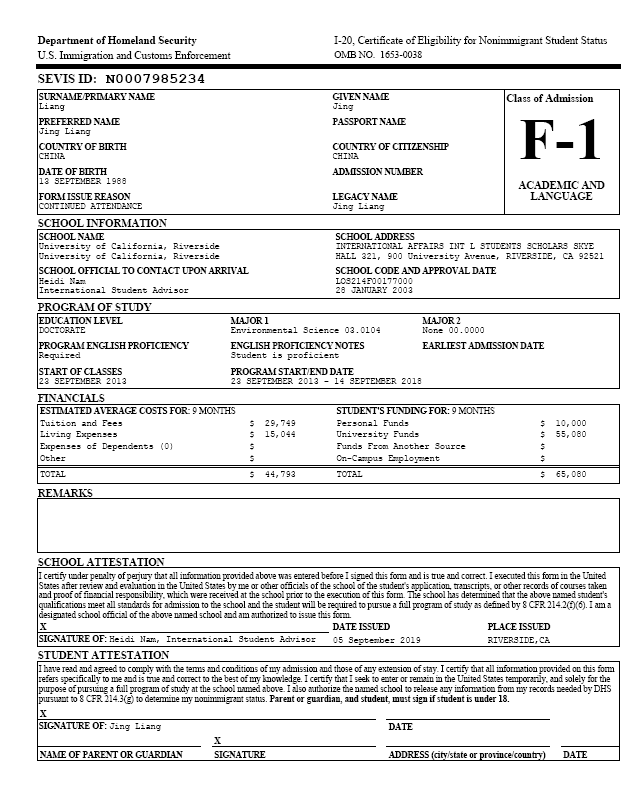 Department of Homeland Security
U.S. Immigration and Customs Enforcement
I-20, Certificate of Eligibility for Nonimmigrant Student Status
OMB NO. 1653-0038
SEVIS ID: N0007985234
SURNAME/PRIMARY NAME
Liang
GIVEN NAME
Jing
Class of Admission
PREFERRED NAME
Jing Liang
PASSPORT NAME
COUNTRY OF BIRTH
CHINA
COUNTRY OF CITIZENSHIP
CHINA
F-1
DATE OF BIRTH
13 SEPTEMBER 1988
ADMISSION NUMBER
FORM ISSUE REASON
CONTINUED ATTENDANCE
LEGACY NAME
Jing Liang
ACADEMIC AND
LANGUAGE
SCHOOL INFORMATION
SCHOOL NAME
University of California, Riverside
University of California, Riverside
SCHOOL ADDRESS
INTERNATIONAL AFFAIRS INT L STUDENTS SCHOLARS SKYE
HALL 321, 900 University Avenue, RIVERSIDE, CA 92521
SCHOOL OFFICIAL TO CONTACT UPON ARRIVAL
Heidi Nam
International Student Advisor
SCHOOL CODE AND APPROVAL DATE
LOS214F00177000
28 JANUARY 2003
PROGRAM OF STUDY
EDUCATION LEVEL
DOCTORATE
MAJOR 1
Environmental Science 03.0104
MAJOR 2
None 00.0000
PROGRAM ENGLISH PROFICIENCY
Required
ENGLISH PROFICIENCY NOTES
Student is proficient
EARLIEST ADMISSION DATE
START OF CLASSES
23 SEPTEMBER 2013
PROGRAM START/END DATE
23 SEPTEMBER 2013 - 14 SEPTEMBER 2018
FINANCIALS
ESTIMATED AVERAGE COSTS FOR: 9 MONTHS
Tuition and Fees $ 29,749
Living Expenses $ 15,044
Expenses of Dependents (0) $
Other $
TOTAL $ 44,793
STUDENT'S FUNDING FOR: 9 MONTHS
Personal Funds $ 10,000
University Funds $ 55,080
Funds From Another Source $
On-Campus Employment $
TOTAL $ 65,080
REMARKS
SCHOOL ATTESTATION
I certify under penalty of perjury that all information provided above was entered before I signed this form and is true and correct. I executed this form in the United
States after review and evaluation in the United States by me or other officials of the school of the student's application, transcripts, or other records of courses taken
and proof of financial responsibility, which were received at the school prior to the execution of this form. The school has determined that the above named student's
qualifications meet all standards for admission to the school and the student will be required to pursue a full program of study as defined by 8 CFR 214.2(f)(6). I am a
designated school official of the above named school and am authorized to issue this form.
X
SIGNATURE OF: Heidi Nam, International Student Advisor
DATE ISSUED
05 September 2019
PLACE ISSUED
RIVERSIDE,CA
STUDENT ATTESTATION
I have read and agreed to comply with the terms and conditions of my admission and those of any extension of stay. I certify that all information provided on this form
refers specifically to me and is true and correct to the best of my knowledge. I certify that I seek to enter or remain in the United States temporarily, and solely for the
purpose of pursuing a full program of study at the school named above. I also authorize the named school to release any information from my records needed by DHS
pursuant to 8 CFR 214.3(g) to determine my nonimmigrant status. Parent or guardian, and student, must sign if student is under 18.
X
SIGNATURE OF: Jing Liang
DATE
X
NAME OF PARENT OR GUARDIAN
SIGNATURE
ADDRESS (city/state or province/country)
DATE